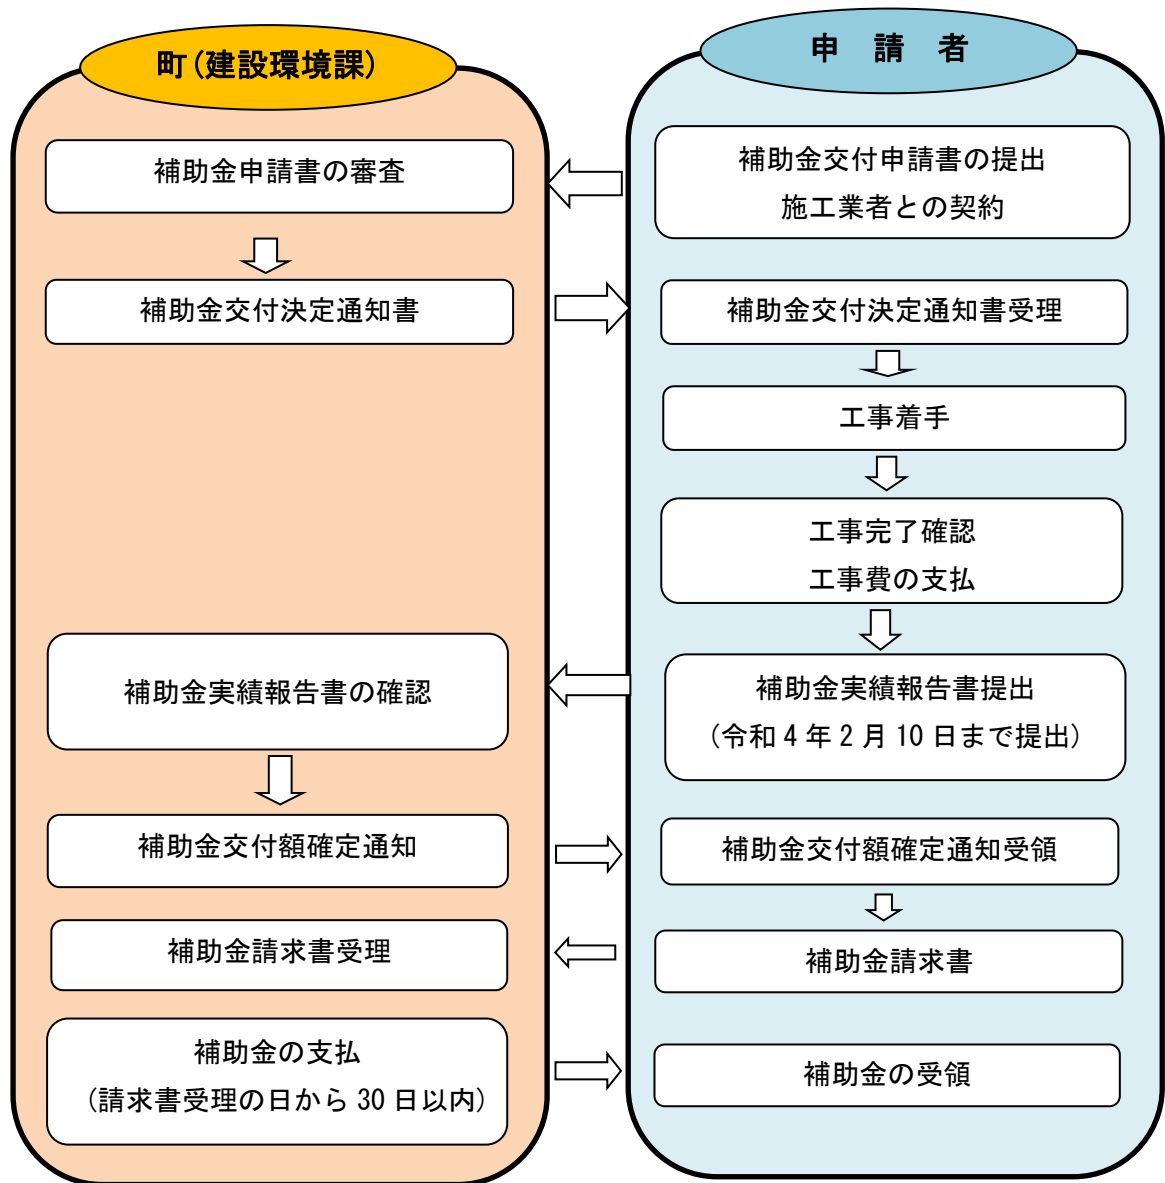 町(建設環境課)
補助金申請書の審査
補助金交付決定通知書
補助金実績報告書の確認
補助金交付額確定通知
補助金請求書受理
補助金の支払
(請求書受理の日から 30 日以内)
申 請 者
補助金交付申請書の提出
施工業者との契約
補助金交付決定通知書受理
工事着手
工事完了確認
工事費の支払
補助金実績報告書提出
(令和 4 年 2 月 10 日まで提出)
補助金交付額確定通知受領
補助金請求書
補助金の受領